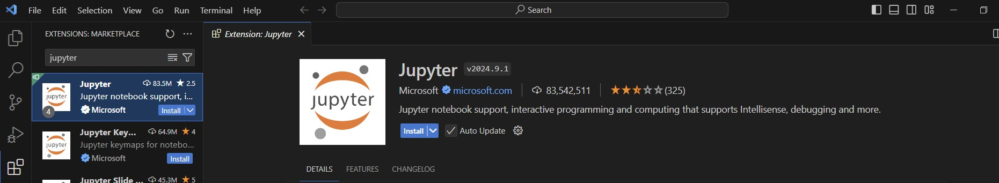 File Edit Selection View Go Run Terminal Help
Search
EXTENSIONS: MARKETPLACE
jupyter
Jupyter 83.5M 2.5
Jupyter notebook support, i...
Microsoft Install
jupyter
4
Jupyter Key... 64.9M 4
Jupyter keymaps for notebo...
Microsoft Install
jupyter
Jupyter Slide ... 45.3M 5
Extension: Jupyter
jupyter
Jupyter v2024.9.1
Microsoft microsoft.com 83,542,511 (325)
Jupyter notebook support, interactive programming and computing that supports Intellisense, debugging and more.
Install Auto Update
DETAILS FEATURES CHANGELOG